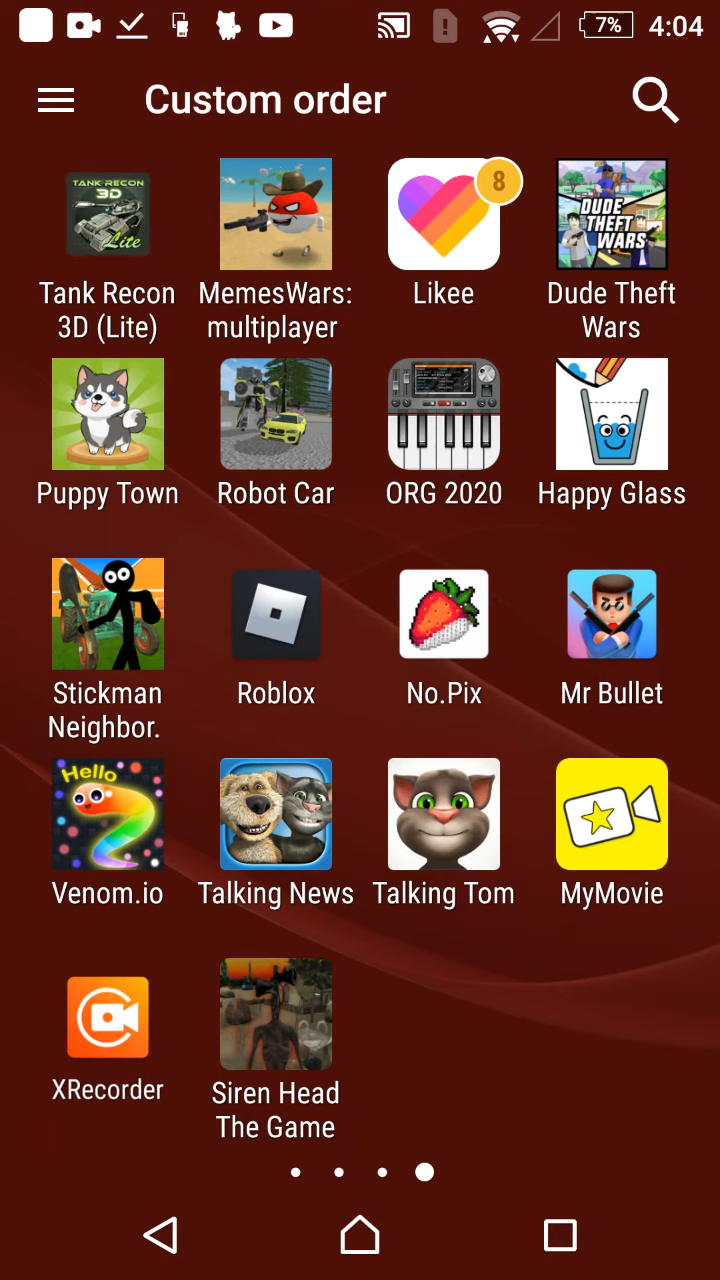 7% 4:04
Custom order
TANK RECON
3D
Lite
8
DUDE
THEFT
WARS
Tank Recon
3D (Lite)
MemesWars:
multiplayer
Likee
Dude Theft
Wars
Puppy Town
Robot Car
ORG 2020
Happy Glass
Stickman
Neighbor.
Roblox
No.Pix
Mr Bullet
Hello
Venom.io
Talking News
Talking Tom
MyMovie
XRecorder
Siren Head
The Game